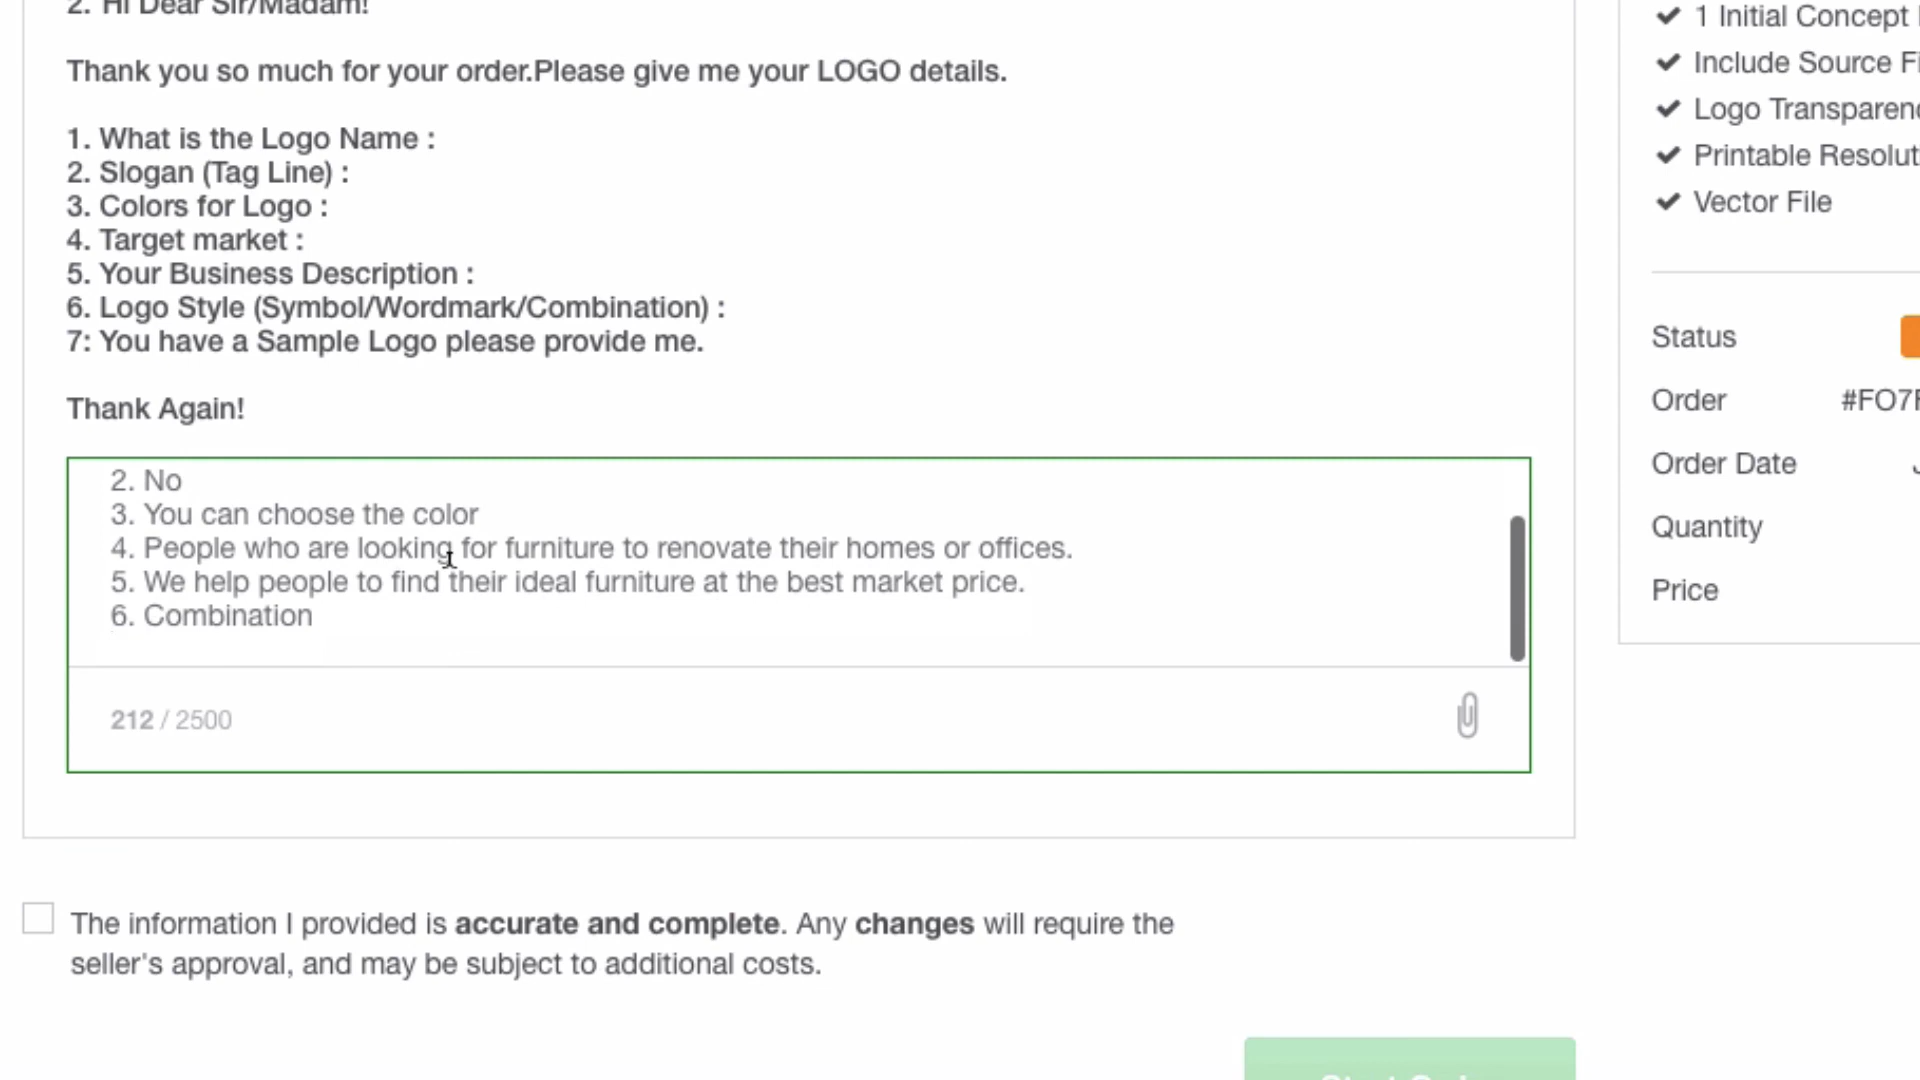 2. Hi Dear Sir/Madam!
Thank you so much for your order.Please give me your LOGO details.
1. What is the Logo Name :
2. Slogan (Tag Line) :
3. Colors for Logo :
4. Target market :
5. Your Business Description :
6. Logo Style (Symbol/Wordmark/Combination) :
7: You have a Sample Logo please provide me.
Thank Again!
2. No
3. You can choose the color
4. People who are looking for furniture to renovate their homes or offices.
5. We help people to find their ideal furniture at the best market price.
6. Combination
212 / 2500
The information I provided is accurate and complete. Any changes will require the
seller's approval, and may be subject to additional costs.
1 Initial Concept
Include Source
Logo
Printable
Vector File
Status
Order #FO7
Order Date
Quantity
Price